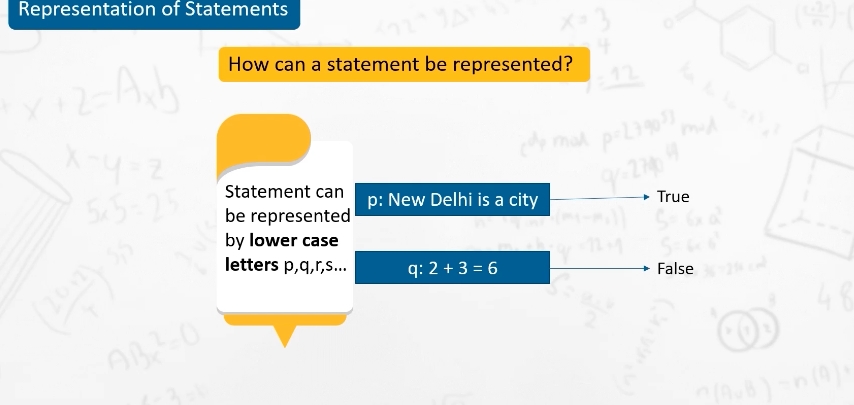 Representation of Statements
How can a statement be represented?
Statement can
be represented
by lower case
letters p,q,r,s...
p: New Delhi is a city
True
q: 2 + 3 = 6
False